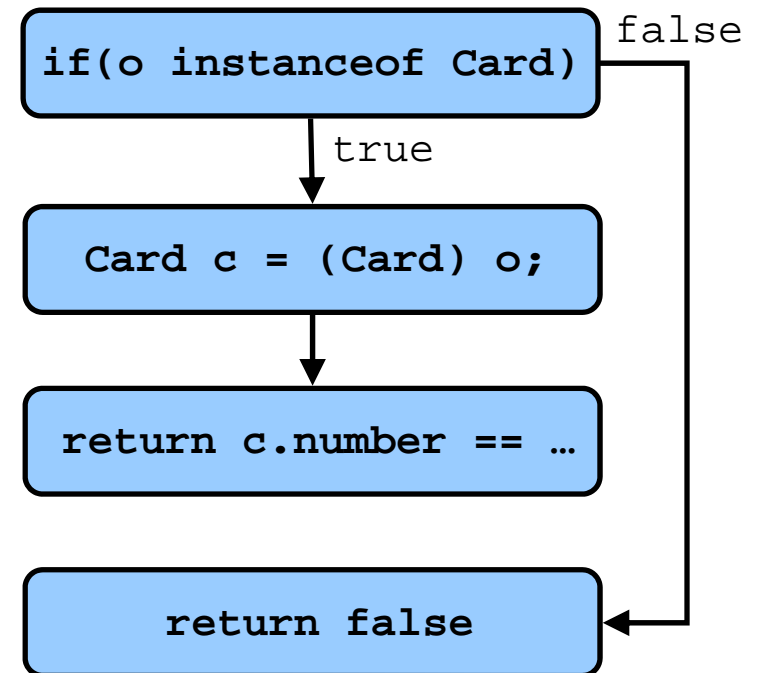 if(o instanceof Card)
false
true
Card c = (Card) o;
return c.number == …
return false